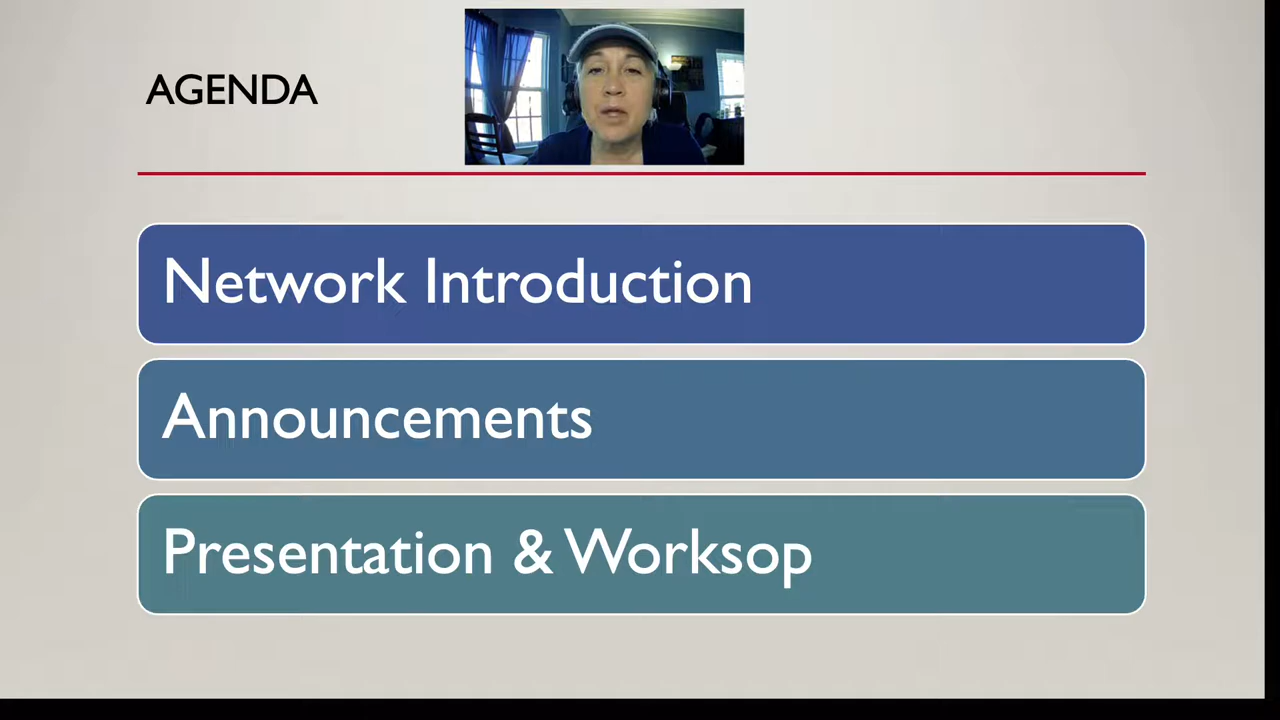 AGENDA
Network Introduction
Announcements
Presentation & Worksop